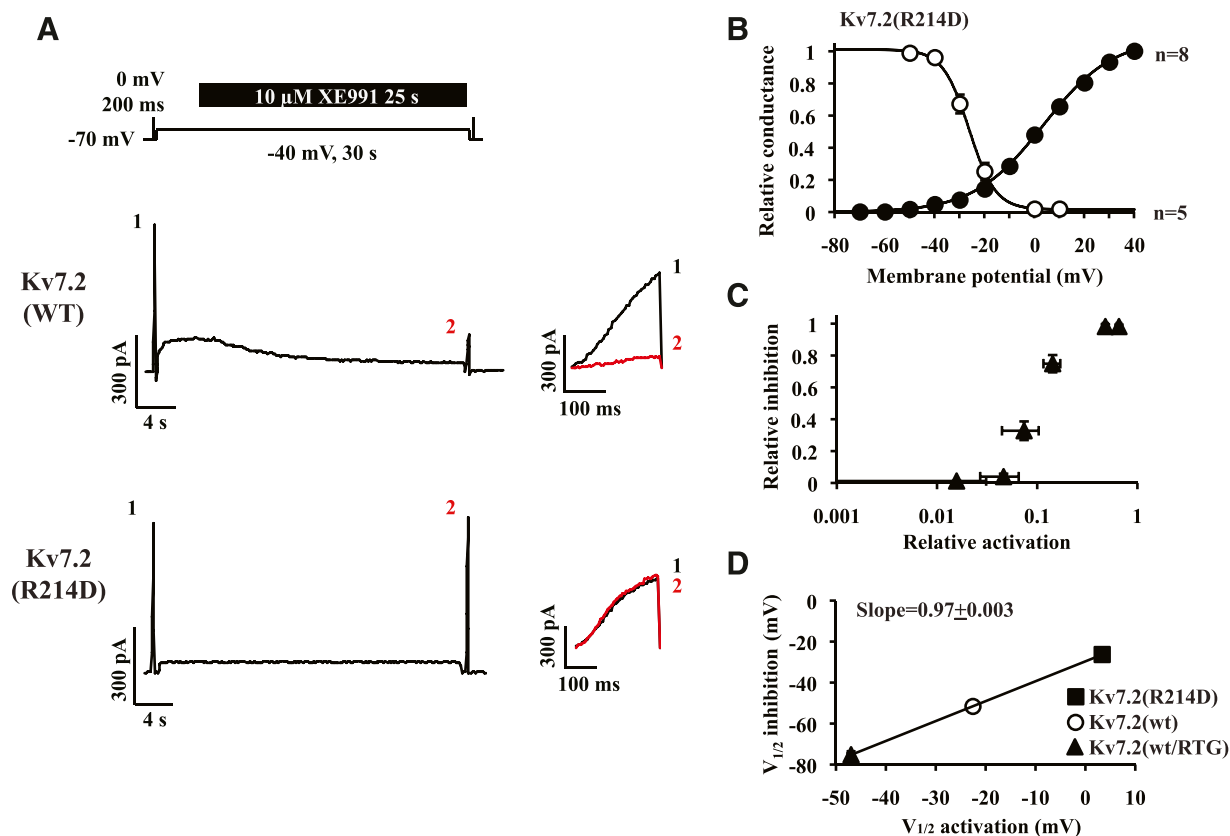 A
0 mV
200 ms
10 µM XE991 25 s
-70 mV
-40 mV, 30 s
1
Kv7.2
(WT)
2
300 pA
4 s
1
2
300 pA
100 ms
1
2
Kv7.2
(R214D)
300 pA
4 s
1
2
300 pA
100 ms
B
Kv7.2(R214D)
Relative conductance
1
0.8
0.6
0.4
0.2
0
n=8
n=5
-80 -60 -40 -20 0 20 40
Membrane potential (mV)
C
Relative inhibition
1
0.8
0.6
0.4
0.2
0
0.001 0.01 0.1 1
Relative activation
D
V1/2 inhibition (mV)
0
-20
-40
-60
-80
Slope=0.97±0.003
Kv7.2(R214D)
Kv7.2(wt)
Kv7.2(wt/RTG)
-50 -40 -30 -20 -10 0 10
V1/2 activation (mV)